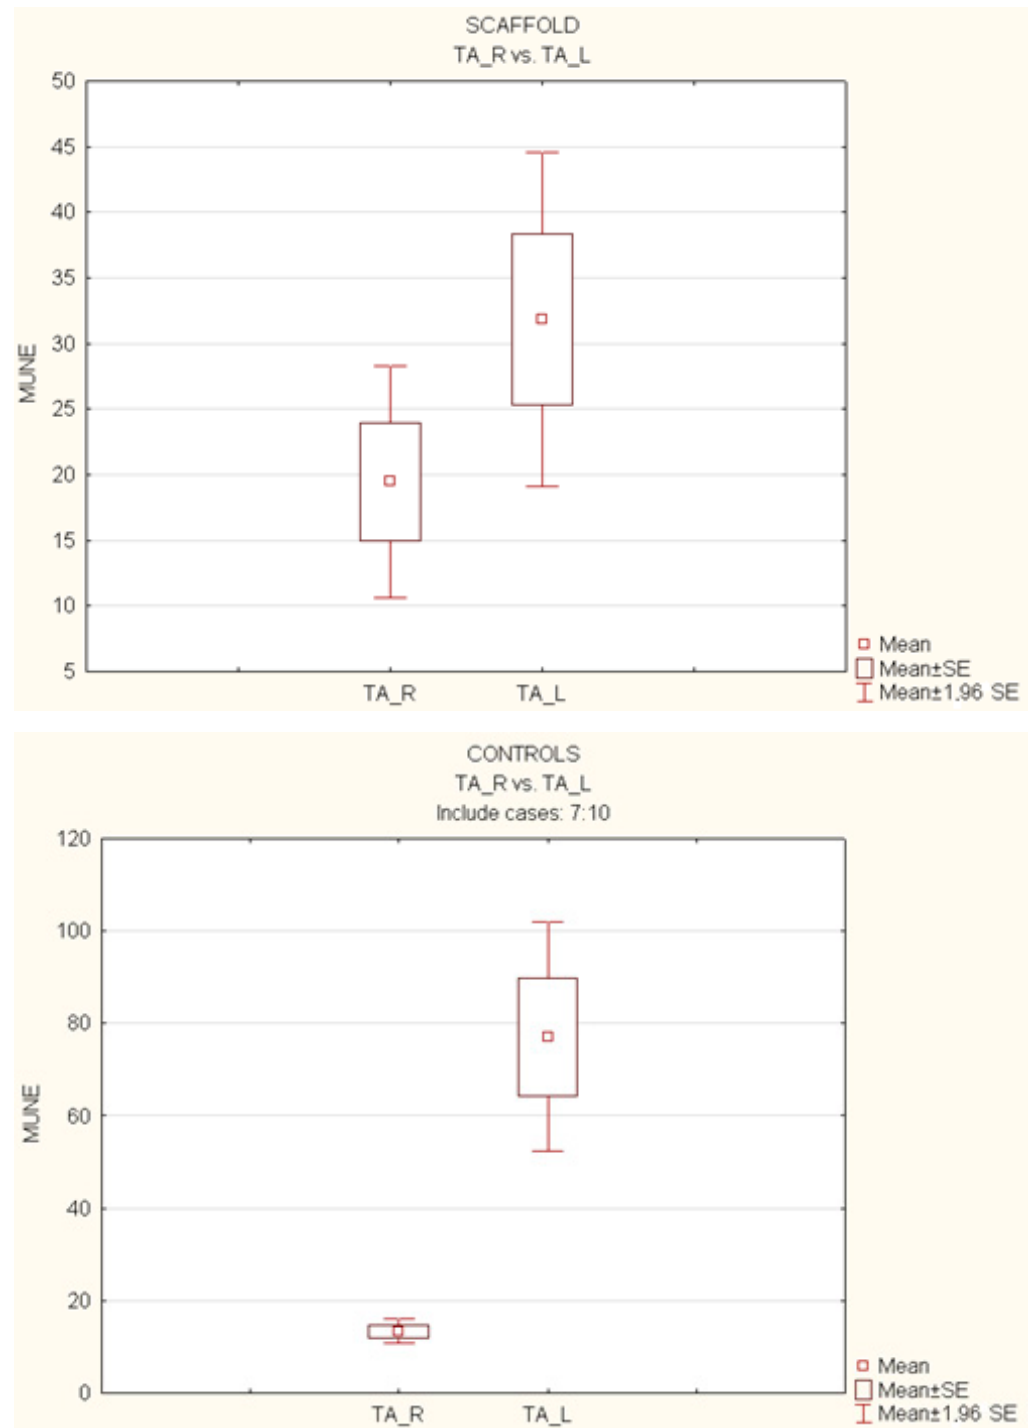 SCAFFOLD
TA_R vs. TA_L
50
45
40
35
30
25
20
15
10
5
MUNE
TA_R TA_L
Mean
Mean±SE
Mean±1,96 SE
CONTROLS
TA_R vs. TA_L
Include cases: 7:10
120
100
80
60
40
20
0
MUNE
TA_R TA_L
Mean
Mean±SE
Mean±1,96 SE